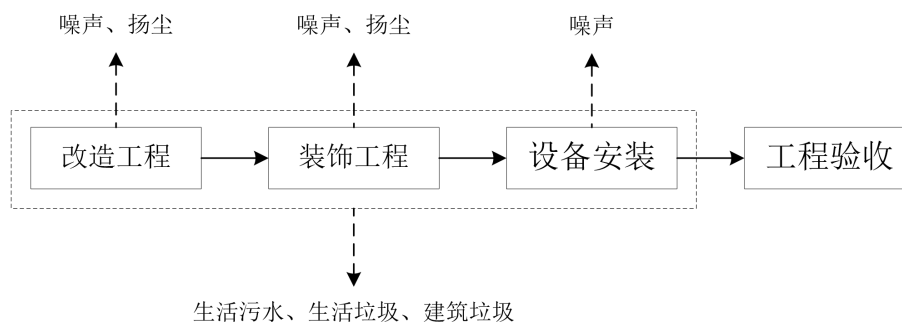 噪声、扬尘
噪声、扬尘
噪声
改造工程
装饰工程
设备安装
工程验收
生活污水、生活垃圾、建筑垃圾